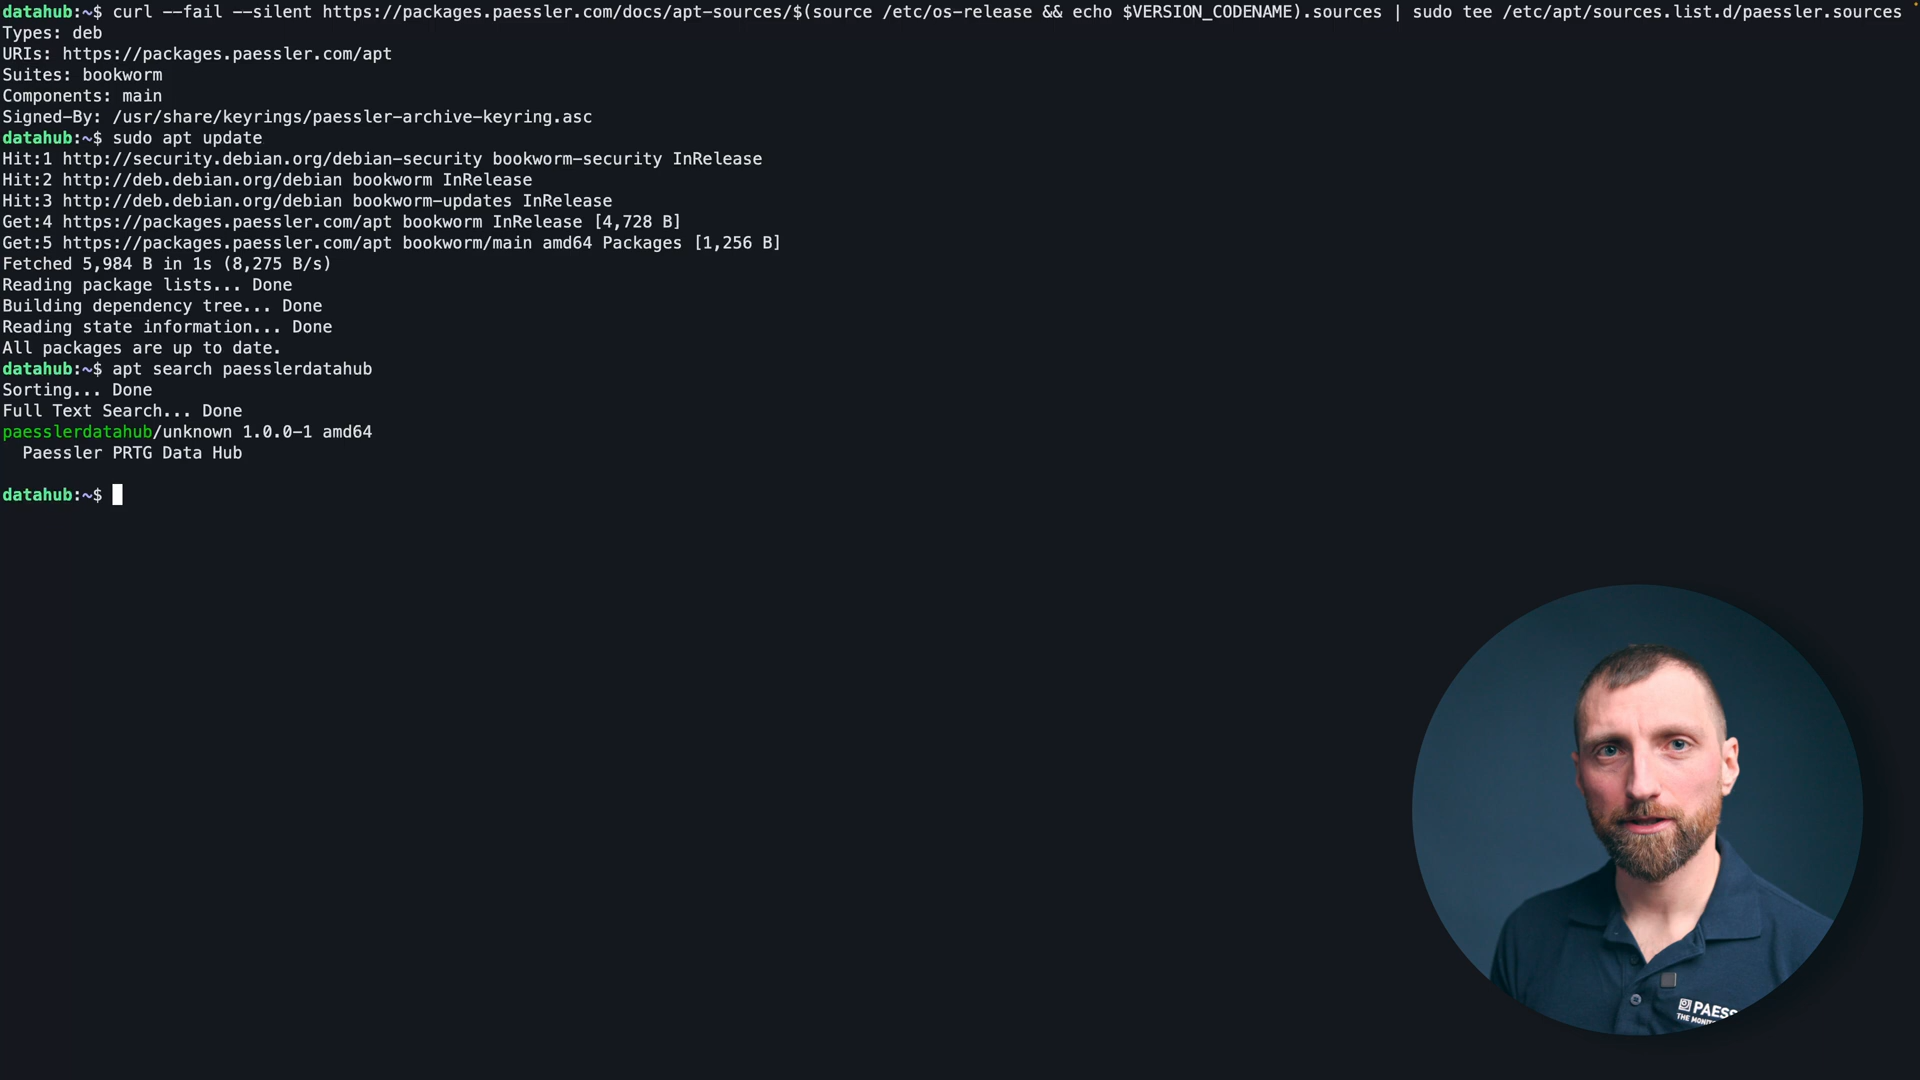 datahub:~$ curl --fail --silent https://packages.paessler.com/docs/apt-sources/$(source /etc/os-release && echo $VERSION_CODENAME).sources | sudo tee /etc/apt/sources.list.d/paessler.sources
Types: deb
URIs: https://packages.paessler.com/apt
Suites: bookworm
Components: main
Signed-By: /usr/share/keyrings/paessler-archive-keyring.asc
datahub:~$ sudo apt update
Hit:1 http://security.debian.org/debian-security bookworm-security InRelease
Hit:2 http://deb.debian.org/debian bookworm InRelease
Hit:3 http://deb.debian.org/debian bookworm-updates InRelease
Get:4 https://packages.paessler.com/apt bookworm InRelease [4,728 B]
Get:5 https://packages.paessler.com/apt bookworm/main amd64 Packages [1,256 B]
Fetched 5,984 B in 1s (8,275 B/s)
Reading package lists... Done
Building dependency tree... Done
Reading state information... Done
All packages are up to date.
datahub:~$ apt search paesslerdatahub
Sorting... Done
Full Text Search... Done
paesslerdatahub/unknown 1.0.0-1 amd64
  Paessler PRTG Data Hub
datahub:~$
PAESS
THE MONI